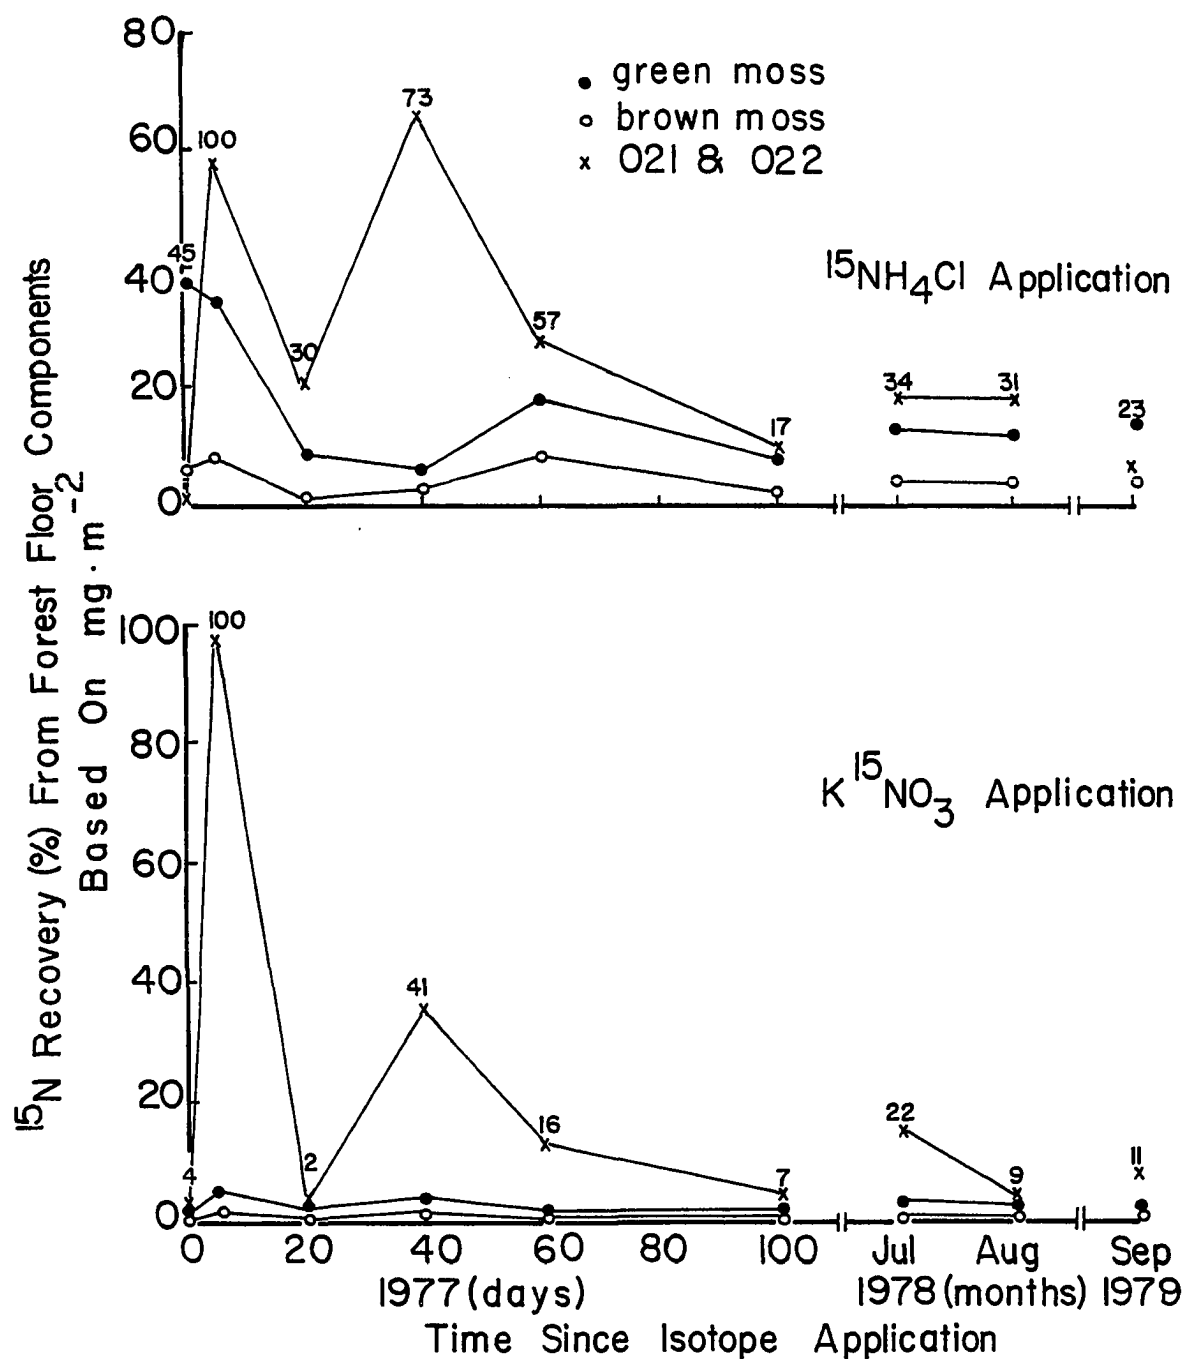 80
60
40
20
0
green moss
brown moss
O21 & O22
45
100
30
73
57
17
34
31
23
¹⁵NH₄Cl Application
¹⁵N Recovery (%) From Forest Floor Components
Based On mg·m⁻²
100
80
60
40
20
0
4
100
2
41
16
7
22
9
11
K¹⁵NO₃ Application
0 20 40 60 80 100 Jul Aug Sep
1977 (days) 1978 (months) 1979
Time Since Isotope Application